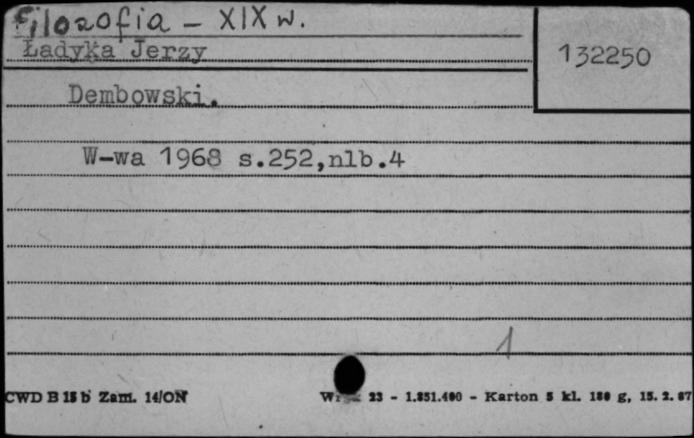 Filozofia - XIX w.
Ładyka Jerzy
132250
Dembowski.
W-wa 1968 s.252,nlb.4
1
CWD B 15 b Zam. 14/ON
23 - 1.851.400 - Karton 5 kl. 180 g, 15. 2. 67